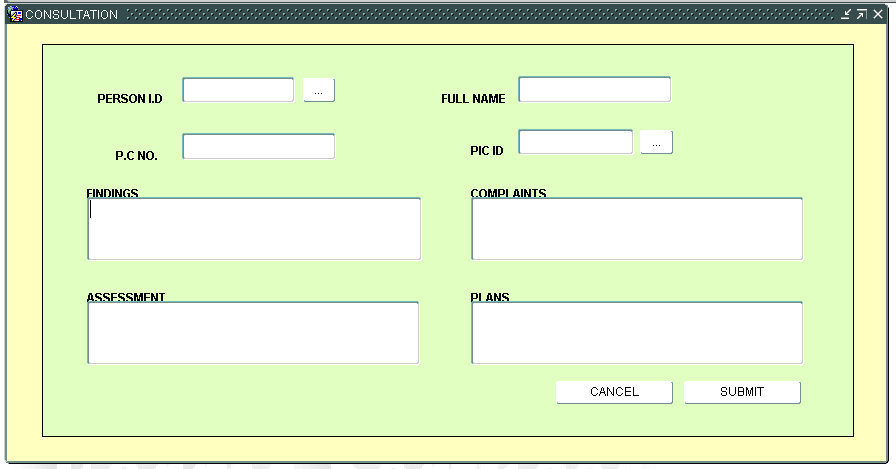 CONSULTATION
PERSON I.D
...
FULL NAME
P.C NO.
PIC ID
...
FINDINGS
COMPLAINTS
ASSESSMENT
PLANS
CANCEL
SUBMIT